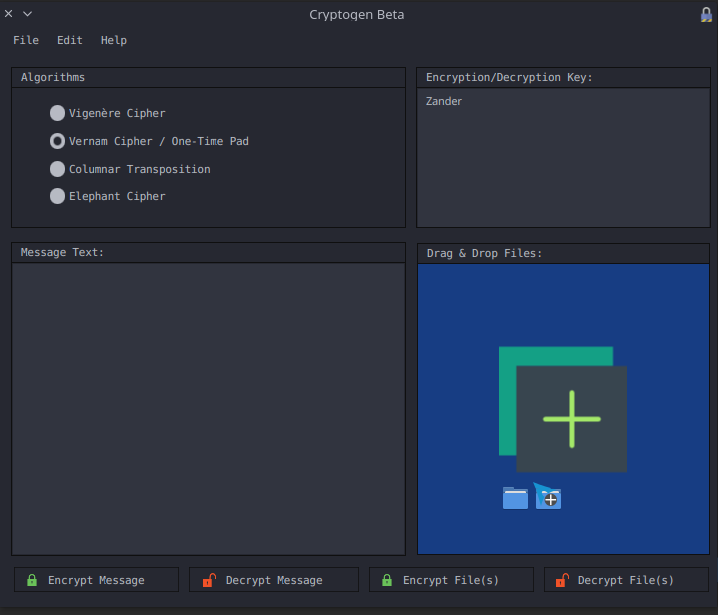 Cryptogen Beta
File Edit Help
Algorithms
Vigenère Cipher
Vernam Cipher / One-Time Pad
Columnar Transposition
Elephant Cipher
Encryption/Decryption Key:
Zander
Message Text:
Drag & Drop Files:
Encrypt Message
Decrypt Message
Encrypt File(s)
Decrypt File(s)